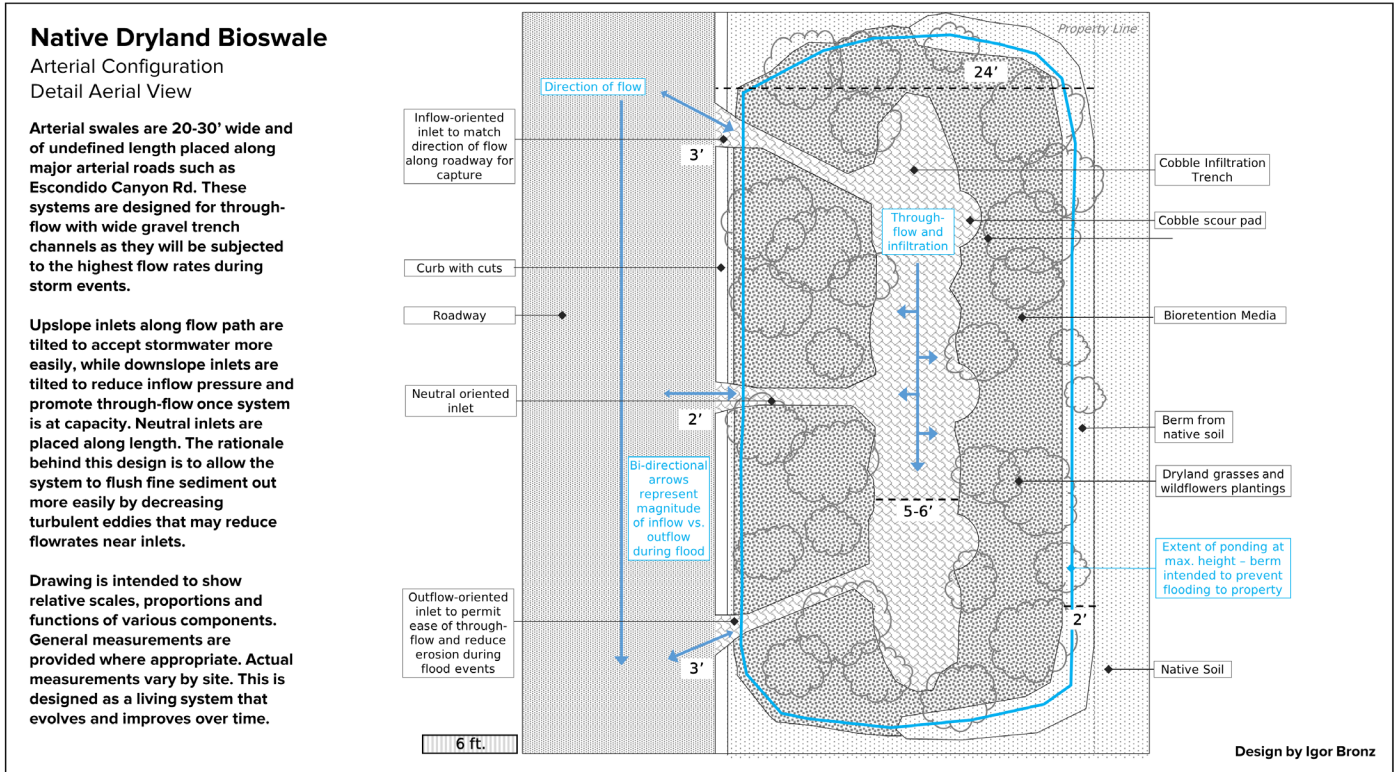 Native Dryland Bioswale
Arterial Configuration
Detail Aerial View
Arterial swales are 20-30’ wide and
of undefined length placed along
major arterial roads such as
Escondido Canyon Rd. These
systems are designed for through-
flow with wide gravel trench
channels as they will be subjected
to the highest flow rates during
storm events.
Upslope inlets along flow path are
tilted to accept stormwater more
easily, while downslope inlets are
tilted to reduce inflow pressure and
promote through-flow once system
is at capacity. Neutral inlets are
placed along length. The rationale
behind this design is to allow the
system to flush fine sediment out
more easily by decreasing
turbulent eddies that may reduce
flowrates near inlets.
Drawing is intended to show
relative scales, proportions and
functions of various components.
General measurements are
provided where appropriate. Actual
measurements vary by site. This is
designed as a living system that
evolves and improves over time.
Inflow-oriented
inlet to match
direction of flow
along roadway for
capture
Curb with cuts
Roadway
Neutral oriented
inlet
Outflow-oriented
inlet to permit
ease of through-
flow and reduce
erosion during
flood events
6 ft.
Direction of flow
3’
2’
Bi-directional
arrows
represent
magnitude
of inflow vs.
outflow
during flood
3’
Property Line
24’
Through-
flow and
infiltration
5-6’
2’
Cobble Infiltration
Trench
Cobble scour pad
Bioretention Media
Berm from
native soil
Dryland grasses and
wildflowers plantings
Extent of ponding at
max. height – berm
intended to prevent
flooding to property
Native Soil
Design by Igor Bronz